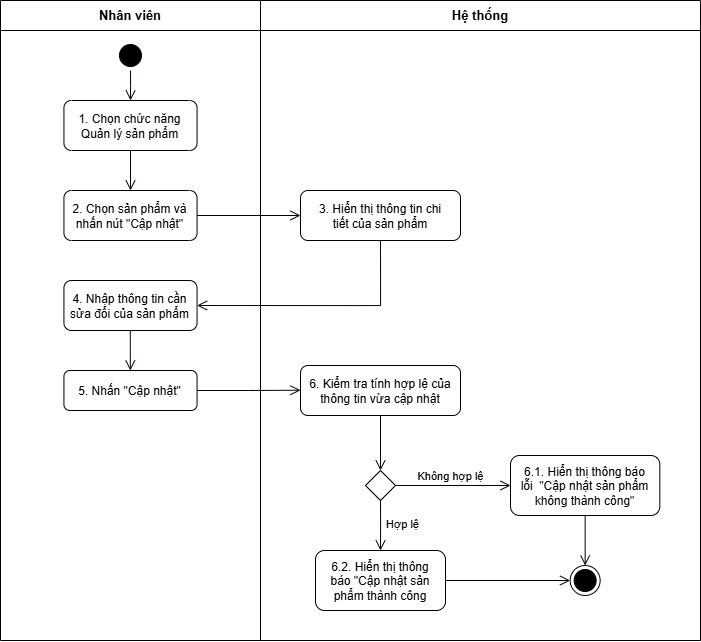 Nhân viên
Hệ thống
1. Chọn chức năng
Quản lý sản phẩm
2. Chọn sản phẩm và
nhấn nút "Cập nhật"
3. Hiển thị thông tin chi
tiết của sản phẩm
4. Nhập thông tin cần
sửa đổi của sản phẩm
5. Nhấn "Cập nhật"
6. Kiểm tra tính hợp lệ của
thông tin vừa cập nhật
Không hợp lệ
6.1. Hiển thị thông báo
lỗi  "Cập nhật sản phẩm
không thành công"
Hợp lệ
6.2. Hiển thị thông
báo "Cập nhật sản
phẩm thành công